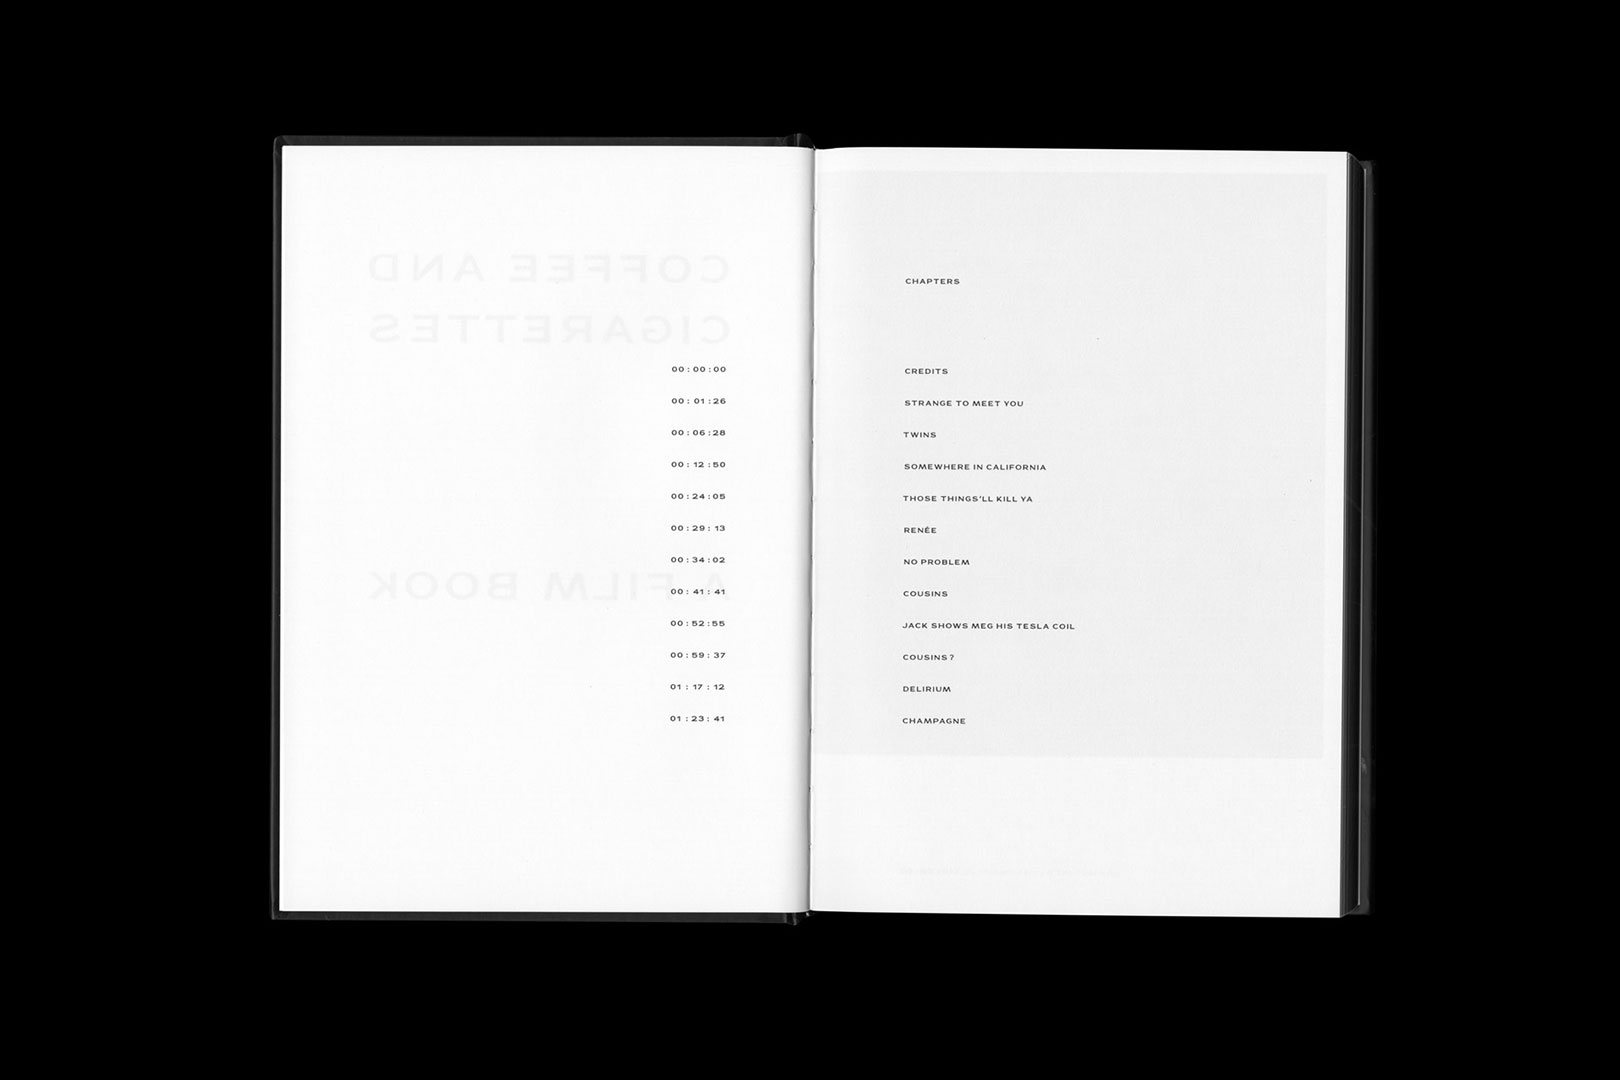 COFFEE AND
CIGARETTES
A FILM BOOK
CHAPTERS
00:00:00 CREDITS
00:01:26 STRANGE TO MEET YOU
00:06:28 TWINS
00:12:50 SOMEWHERE IN CALIFORNIA
00:24:05 THOSE THINGS'LL KILL YA
00:29:13 RENÉE
00:34:02 NO PROBLEM
00:41:41 COUSINS
00:52:55 JACK SHOWS MEG HIS TESLA COIL
00:59:37 COUSINS?
01:17:12 DELIRIUM
01:23:41 CHAMPAGNE